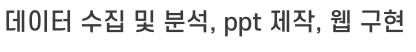 데이터 수집 및 분석, ppt 제작, 웹 구현